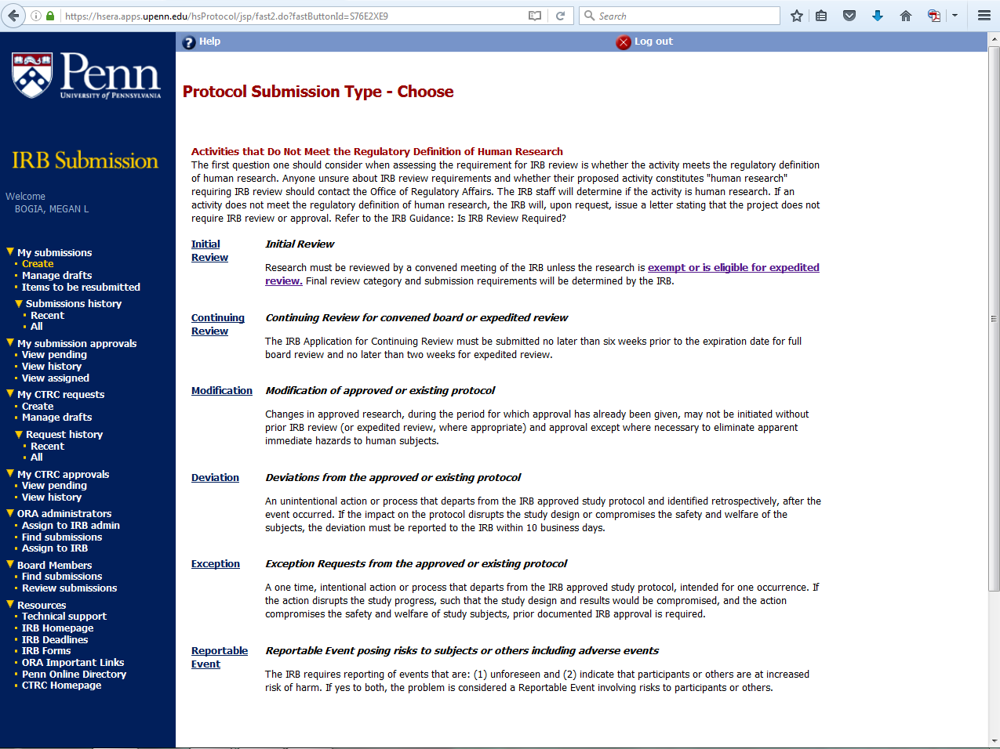 https://hsera.apps.upenn.edu/hsProtocol/jsp/fast2.do?fastButtonId=S76E2XE9
Search
Help
Log out
Penn
UNIVERSITY of PENNSYLVANIA
IRB Submission
Welcome
BOGIA, MEGAN L
My submissions
Create
Manage drafts
Items to be resubmitted
Submissions history
Recent
All
My submission approvals
View pending
View history
View assigned
My CTRC requests
Create
Manage drafts
Request history
Recent
All
My CTRC approvals
View pending
View history
ORA administrators
Assign to IRB admin
Find submissions
Assign to IRB
Board Members
Find submissions
Review submissions
Resources
Technical support
IRB Homepage
IRB Deadlines
IRB Forms
ORA Important Links
Penn Online Directory
CTRC Homepage
Protocol Submission Type - Choose
Activities that Do Not Meet the Regulatory Definition of Human Research
The first question one should consider when assessing the requirement for IRB review is whether the activity meets the regulatory definition
of human research. Anyone unsure about IRB review requirements and whether their proposed activity constitutes "human research"
requiring IRB review should contact the Office of Regulatory Affairs. The IRB staff will determine if the activity is human research. If an
activity does not meet the regulatory definition of human research, the IRB will, upon request, issue a letter stating that the project does not
require IRB review or approval. Refer to the IRB Guidance: Is IRB Review Required?
Initial
Review
Initial Review
Research must be reviewed by a convened meeting of the IRB unless the research is exempt or is eligible for expedited
review. Final review category and submission requirements will be determined by the IRB.
Continuing
Review
Continuing Review for convened board or expedited review
The IRB Application for Continuing Review must be submitted no later than six weeks prior to the expiration date for full
board review and no later than two weeks for expedited review.
Modification
Modification of approved or existing protocol
Changes in approved research, during the period for which approval has already been given, may not be initiated without
prior IRB review (or expedited review, where appropriate) and approval except where necessary to eliminate apparent
immediate hazards to human subjects.
Deviation
Deviations from the approved or existing protocol
An unintentional action or process that departs from the IRB approved study protocol and identified retrospectively, after the
event occurred. If the impact on the protocol disrupts the study design or compromises the safety and welfare of the
subjects, the deviation must be reported to the IRB within 10 business days.
Exception
Exception Requests from the approved or existing protocol
A one time, intentional action or process that departs from the IRB approved study protocol, intended for one occurrence. If
the action disrupts the study progress, such that the study design and results would be compromised, and the action
compromises the safety and welfare of study subjects, prior documented IRB approval is required.
Reportable
Event
Reportable Event posing risks to subjects or others including adverse events
The IRB requires reporting of events that are: (1) unforeseen and (2) indicate that participants or others are at increased
risk of harm. If yes to both, the problem is considered a Reportable Event involving risks to participants or others.